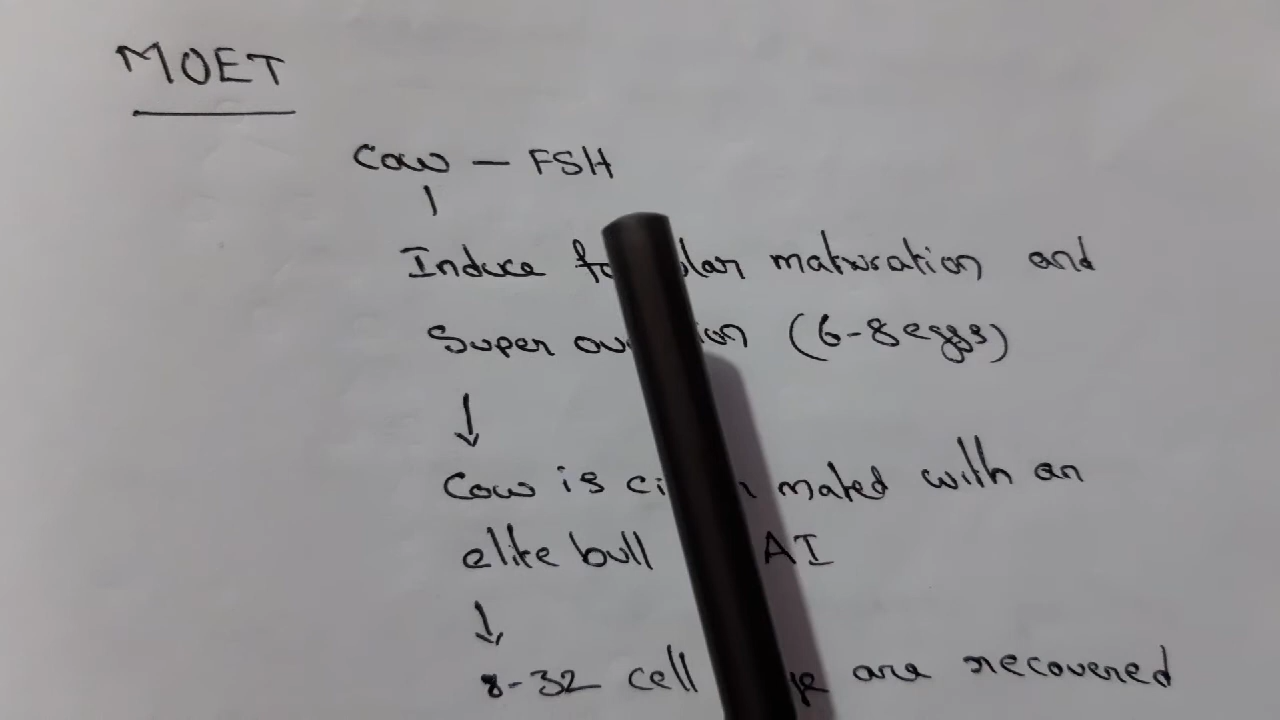 MOET
Cow — FSH
Induce maturation and
Super (6-8 eggs)
Cow is mated with an
elite bull AI
8-32 cell are recovered